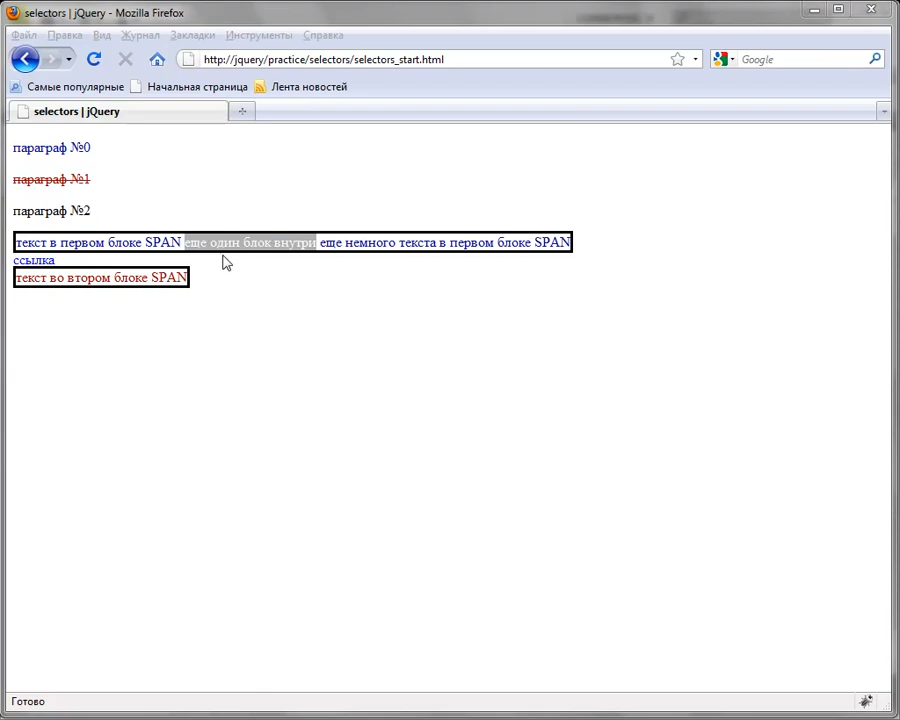 selectors | jQuery - Mozilla Firefox
Файл Правка Вид Журнал Закладки Инструменты Справка
http://jquery/practice/selectors/selectors_start.html Google
Самые популярные Начальная страница Лента новостей
selectors | jQuery
параграф №0
параграф №1
параграф №2
текст в первом блоке SPAN еще один блок внутри еще немного текста в первом блоке SPAN
ссылка
текст во втором блоке SPAN
Готово